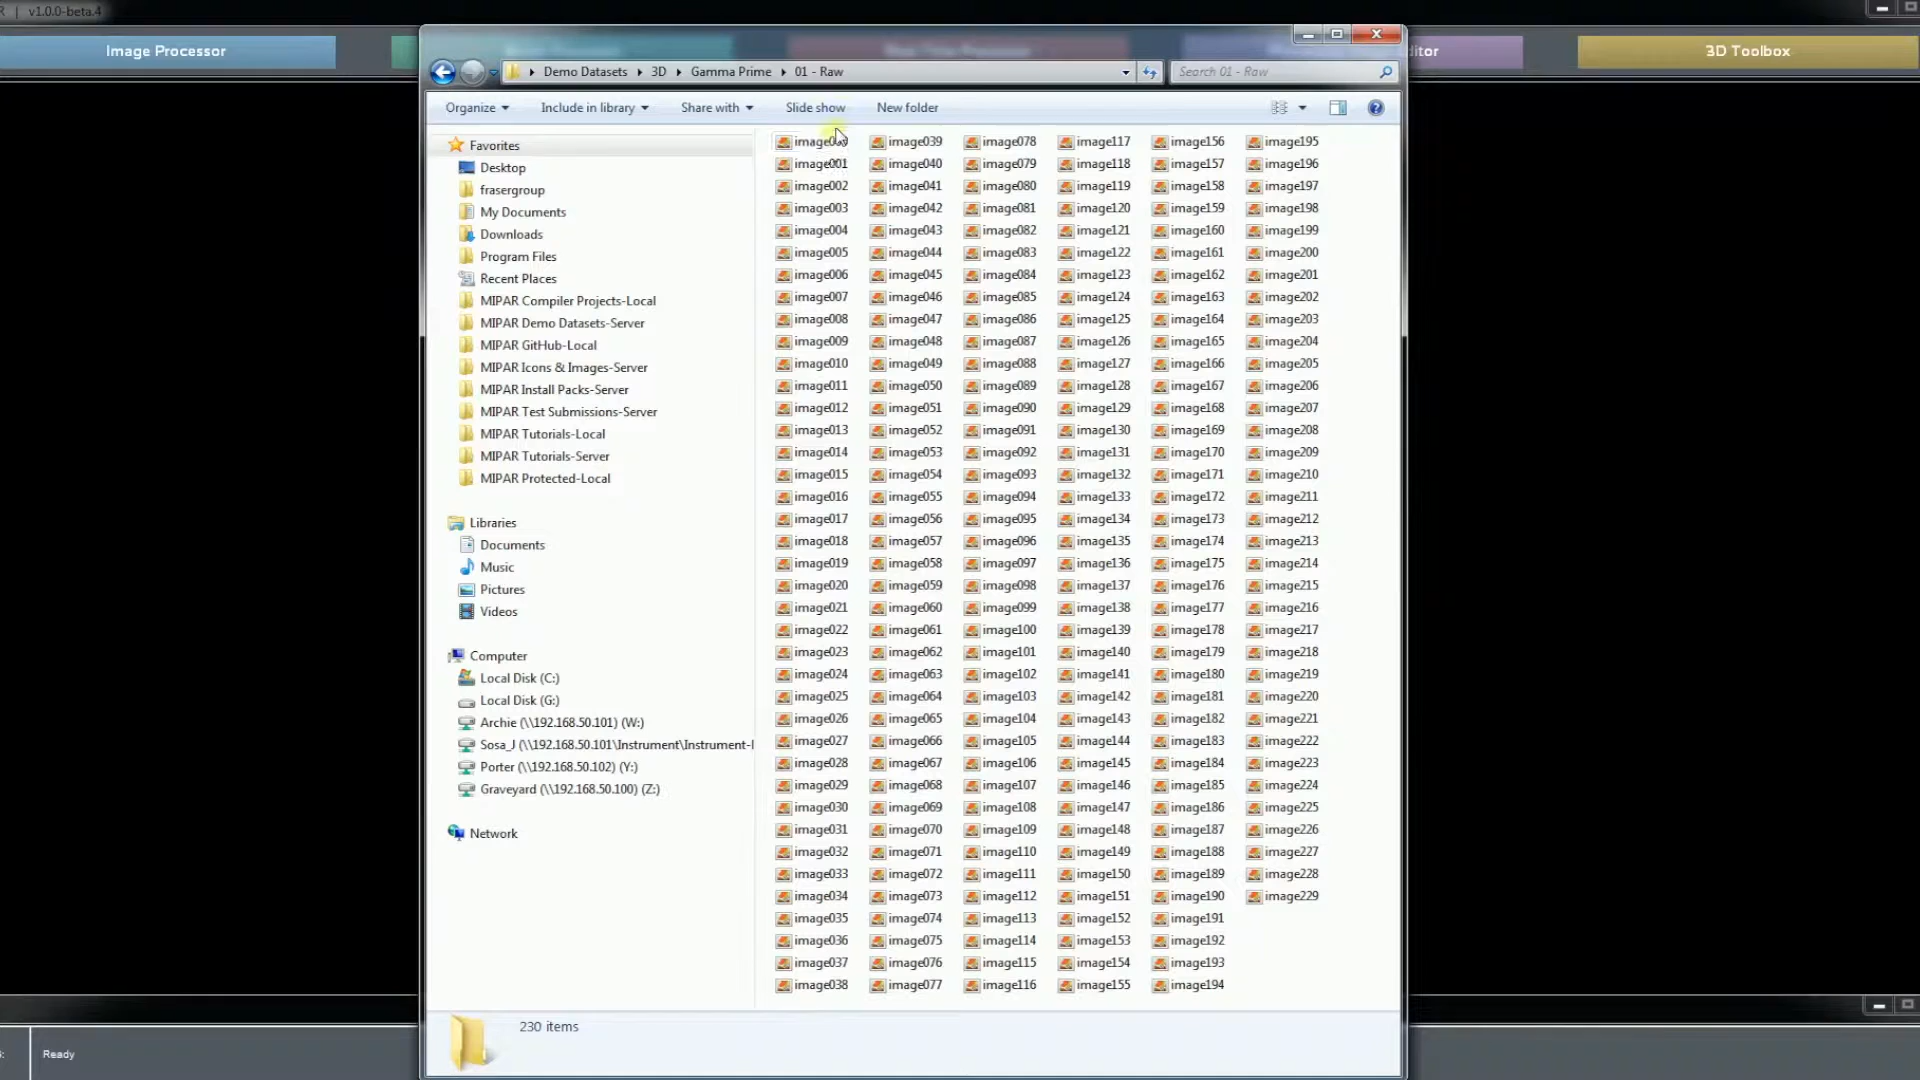 R | v1.0.0-beta.4
Image Processor
itor
3D Toolbox
Demo Datasets
3D
Gamma Prime
01 - Raw
Search 01 - Raw
Organize
Include in library
Share with
Slide show
New folder
Favorites
Desktop
frasergroup
My Documents
Downloads
Program Files
Recent Places
MIPAR Compiler Projects-Local
MIPAR Demo Datasets-Server
MIPAR GitHub-Local
MIPAR Icons & Images-Server
MIPAR Install Packs-Server
MIPAR Test Submissions-Server
MIPAR Tutorials-Local
MIPAR Tutorials-Server
MIPAR Protected-Local
Libraries
Documents
Music
Pictures
Videos
Computer
Local Disk (C:)
Local Disk (G:)
Archie (\\192.168.50.101) (W:)
Sosa_J (\\192.168.50.101\Instrument\Instrument-
Porter (\\192.168.50.102) (Y:)
Graveyard (\\192.168.50.100) (Z:)
Network
image039 image078 image117 image156 image195
image001 image040 image079 image118 image157 image196
image002 image041 image080 image119 image158 image197
image003 image042 image081 image120 image159 image198
image004 image043 image082 image121 image160 image199
image005 image044 image083 image122 image161 image200
image006 image045 image084 image123 image162 image201
image007 image046 image085 image124 image163 image202
image008 image047 image086 image125 image164 image203
image009 image048 image087 image126 image165 image204
image010 image049 image088 image127 image166 image205
image011 image050 image089 image128 image167 image206
image012 image051 image090 image129 image168 image207
image013 image052 image091 image130 image169 image208
image014 image053 image092 image131 image170 image209
image015 image054 image093 image132 image171 image210
image016 image055 image094 image133 image172 image211
image017 image056 image095 image134 image173 image212
image018 image057 image096 image135 image174 image213
image019 image058 image097 image136 image175 image214
image020 image059 image098 image137 image176 image215
image021 image060 image099 image138 image177 image216
image022 image061 image100 image139 image178 image217
image023 image062 image101 image140 image179 image218
image024 image063 image102 image141 image180 image219
image025 image064 image103 image142 image181 image220
image026 image065 image104 image143 image182 image221
image027 image066 image105 image144 image183 image222
image028 image067 image106 image145 image184 image223
image029 image068 image107 image146 image185 image224
image030 image069 image108 image147 image186 image225
image031 image070 image109 image148 image187 image226
image032 image071 image110 image149 image188 image227
image033 image072 image111 image150 image189 image228
image034 image073 image112 image151 image190 image229
image035 image074 image113 image152 image191
image036 image075 image114 image153 image192
image037 image076 image115 image154 image193
image038 image077 image116 image155 image194
230 items
Ready